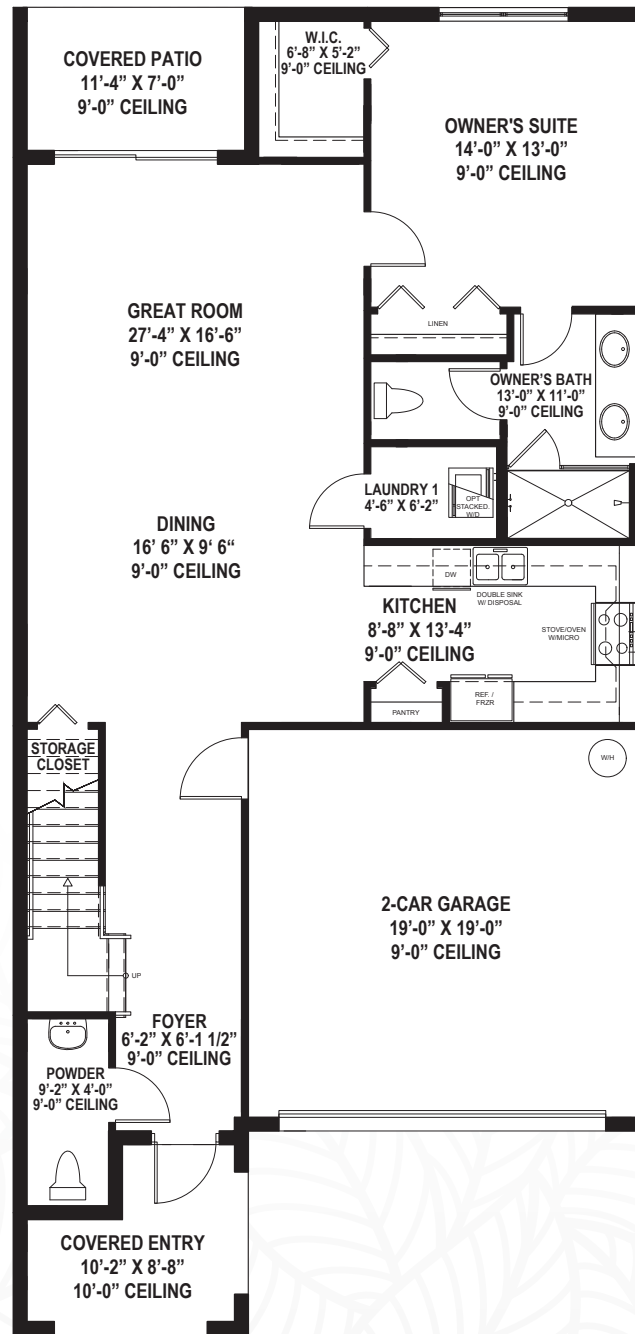 COVERED PATIO
11'-4” X 7'-0”
9'-0” CEILING
W.I.C.
6'-8” X 5'-2”
9'-0” CEILING
OWNER'S SUITE
14'-0” X 13'-0”
9'-0” CEILING
GREAT ROOM
27'-4” X 16'-6”
9'-0” CEILING
LINEN
OWNER'S BATH
13'-0” X 11'-0”
9'-0” CEILING
LAUNDRY 1
4'-6” X 6'-2”
OPT
STACKED.
W/D
DINING
16' 6” X 9‘ 6“
9'-0” CEILING
DW
DOUBLE SINK
W/ DISPOSAL
KITCHEN
8'-8” X 13'-4”
9'-0” CEILING
STOVE/OVEN
W/MICRO
REF. /
FRZR
PANTRY
STORAGE
CLOSET
W/H
2-CAR GARAGE
19'-0” X 19'-0”
9'-0” CEILING
UP
FOYER
6'-2” X 6'-1 1/2”
9'-0” CEILING
POWDER
9'-2” X 4'-0”
9'-0” CEILING
COVERED ENTRY
10'-2” X 8'-8”
10'-0” CEILING